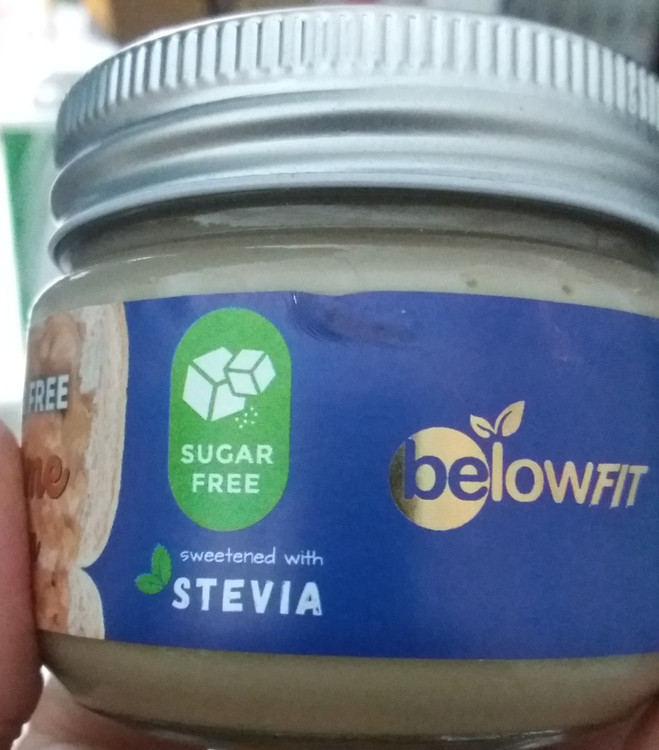 FREE
SUGAR
FREE
sweetened with
STEVIA
belowFIT